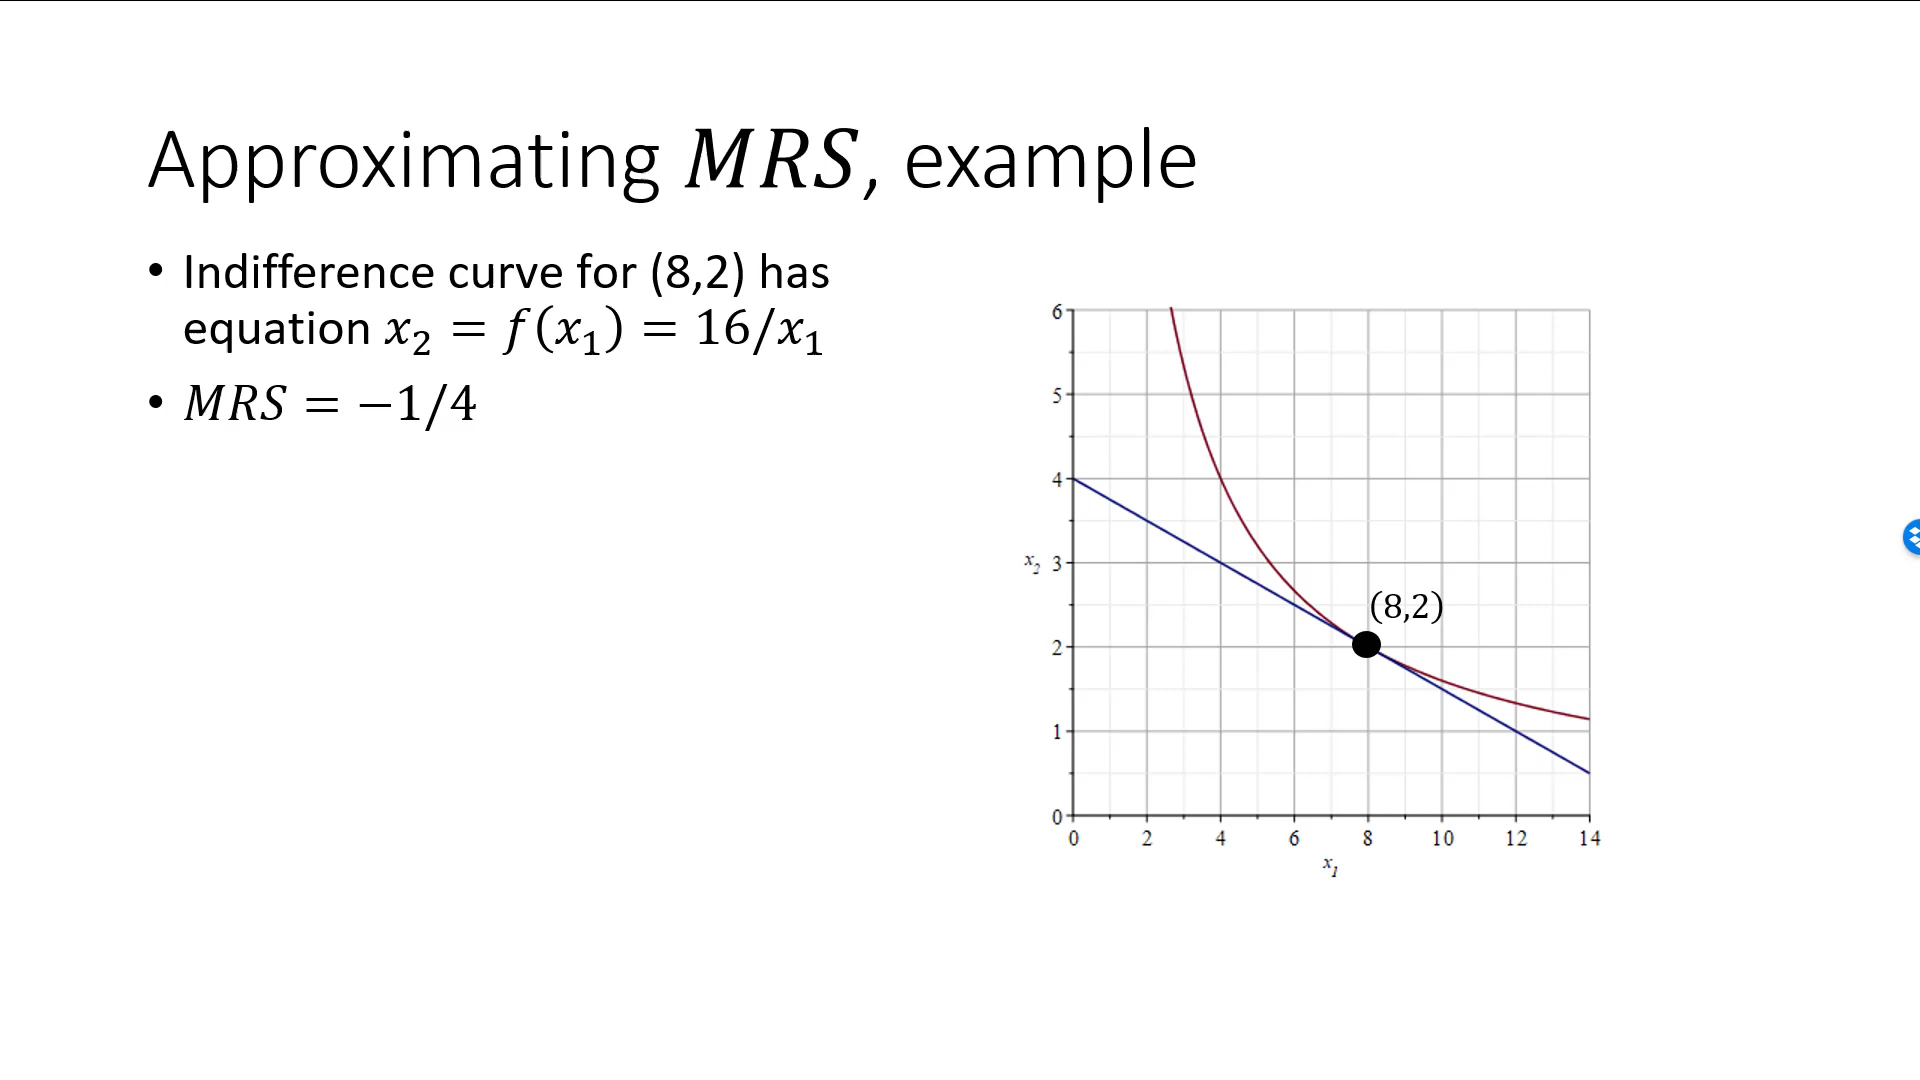 Approximating 𝑀𝑅𝑆, example
• Indifference curve for (8,2) has
equation 𝑥₂ = 𝑓(𝑥₁) = 16/𝑥₁
• 𝑀𝑅𝑆 = −1/4
6
5
4
x₂ 3
(8,2)
2
1
0
0 2 4 6 8 10 12 14
x₁